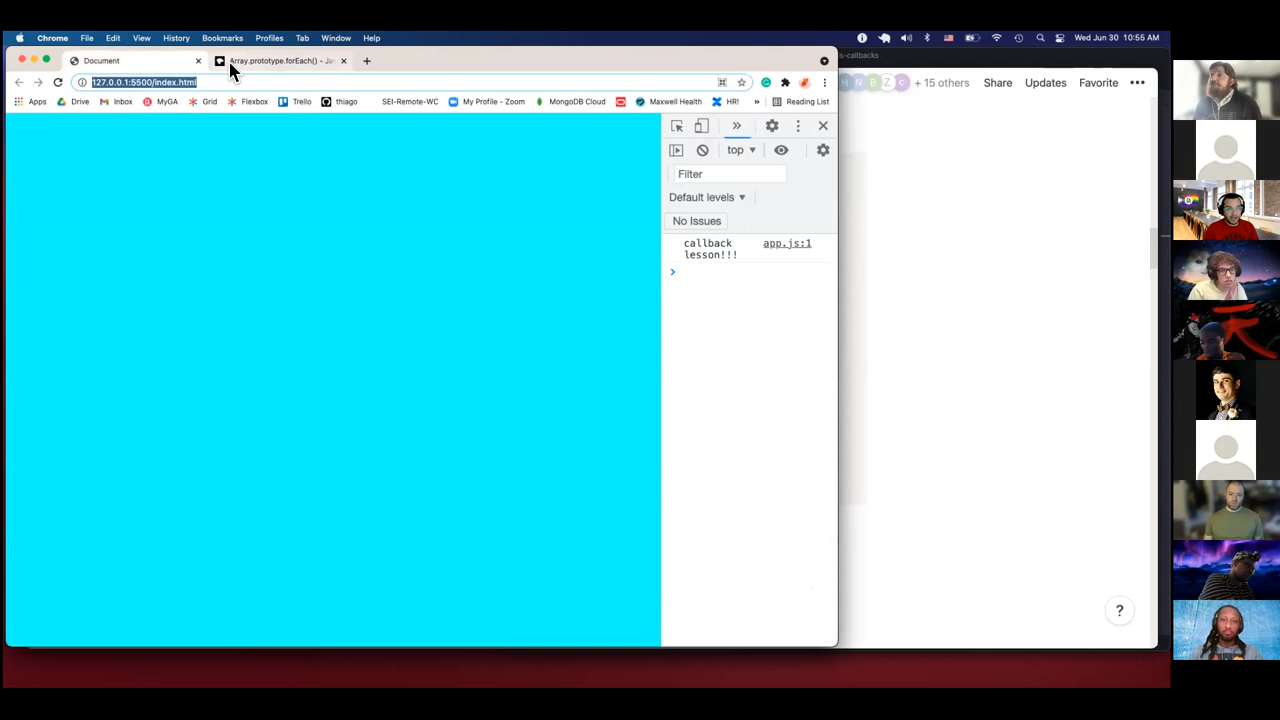 Chrome File Edit View History Bookmarks Profiles Tab Window Help Wed Jun 30 10:55 AM
Document Array.prototype.forEach() - Ja
s-callbacks
127.0.0.1:5500/index.html
+ 15 others Share Updates Favorite
Apps Drive Inbox MyGA Grid Flexbox Trello thiago SEI-Remote-WC My Profile - Zoom MongoDB Cloud Maxwell Health HR! » Reading List
top
Filter
Default levels
No Issues
callback app.js:1
lesson!!!
?